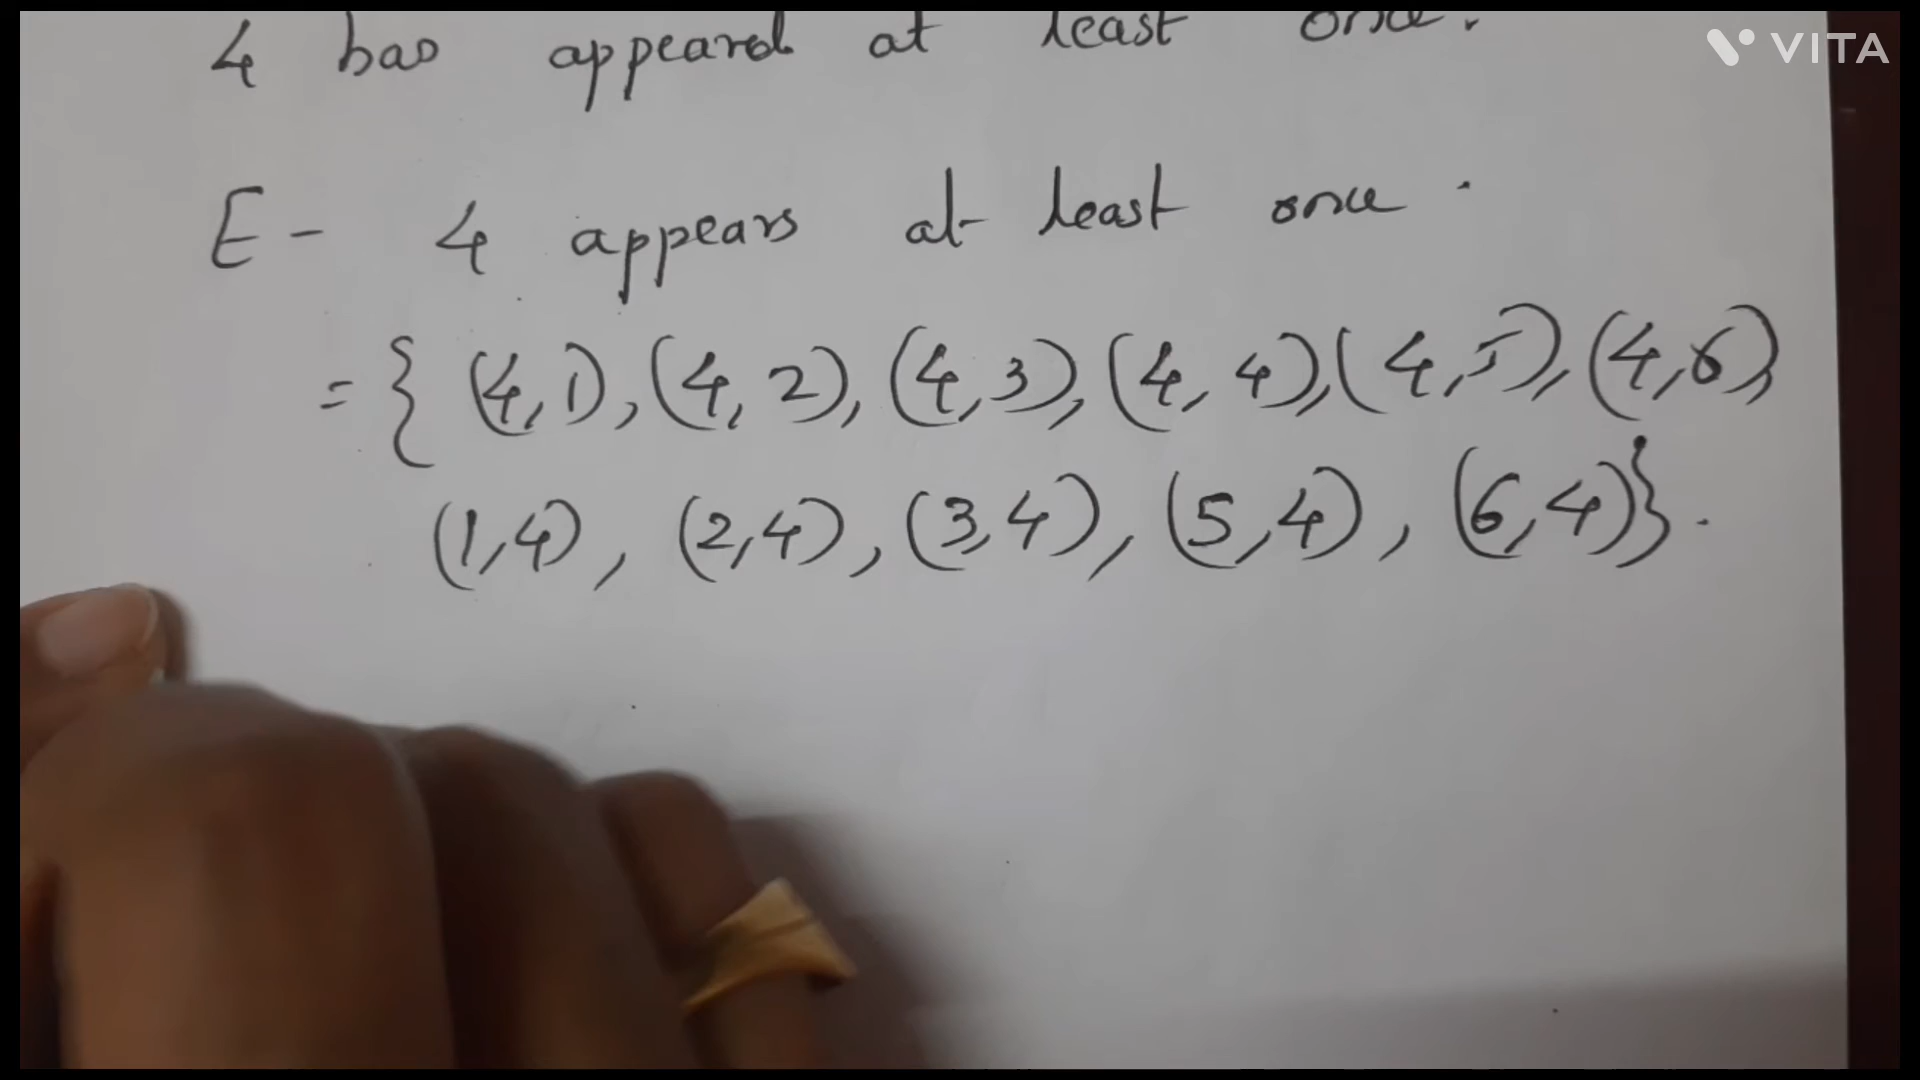 4 has appeared at least once.
VITA
E- 4 appears at least once.
= { (4,1), (4,2), (4,3), (4,4), (4,5), (4,6),
(1,4), (2,4), (3,4), (5,4), (6,4)}.